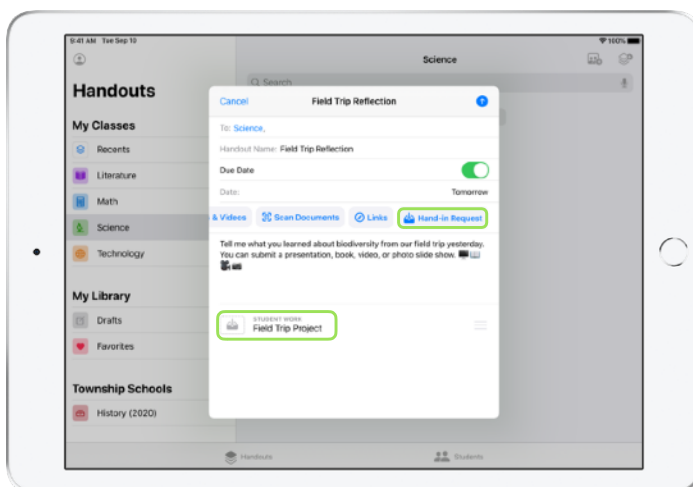 9:41 AM Tue Sep 10
100%
Handouts
Science
Search
My Classes
Recents
Literature
Math
Science
Technology
My Library
Drafts
Favorites
Township Schools
History (2020)
Cancel
Field Trip Reflection
To: Science,
Handout Name: Field Trip Reflection
Due Date
Date:
Tomorrow
& Videos
Scan Documents
Links
Hand-in Request
Tell me what you learned about biodiversity from our field trip yesterday.
You can submit a presentation, book, video, or photo slide show. 🖥️📖
🎥📷
STUDENT WORK
Field Trip Project
Handouts
Students